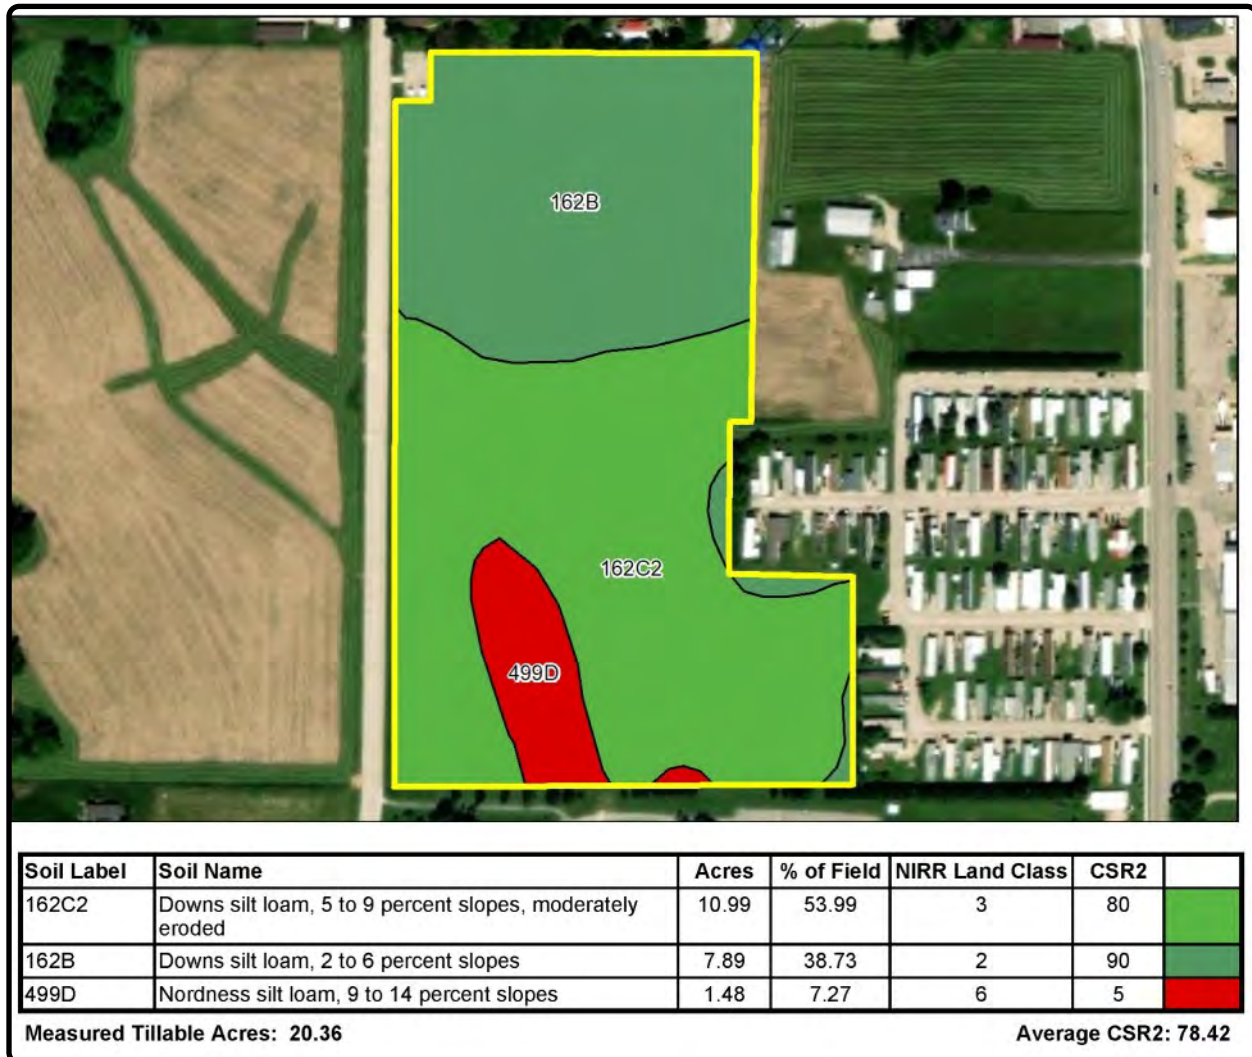 162B
162C2
499D
Soil Label Soil Name Acres % of Field NIRR Land Class CSR2
162C2 Downs silt loam, 5 to 9 percent slopes, moderately eroded 10.99 53.99 3 80
162B Downs silt loam, 2 to 6 percent slopes 7.89 38.73 2 90
499D Nordness silt loam, 9 to 14 percent slopes 1.48 7.27 6 5
Measured Tillable Acres: 20.36 Average CSR2: 78.42